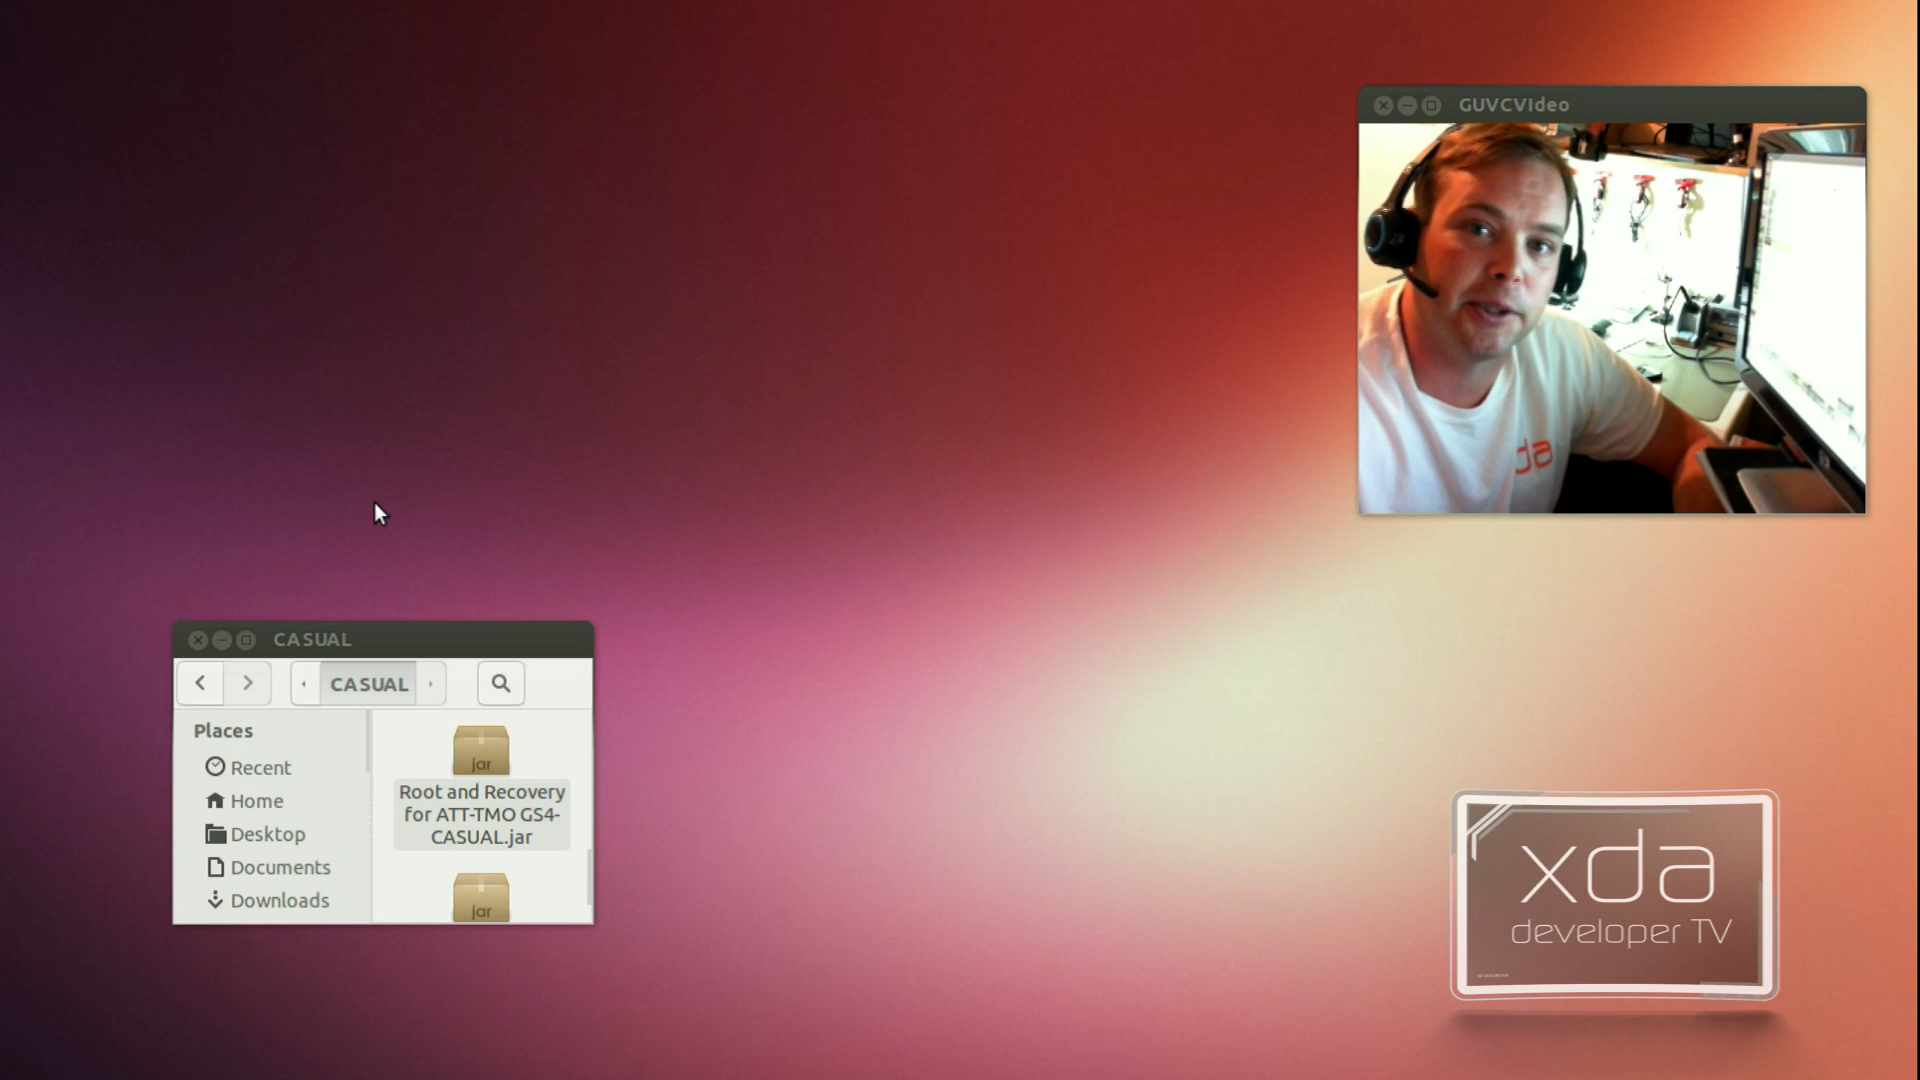 GUVCVIdeo
da
CASUAL
CASUAL
Places
Recent
Home
Desktop
Documents
Downloads
jar
Root and Recovery
for ATT-TMO GS4-
CASUAL.jar
jar
xda
developer TV